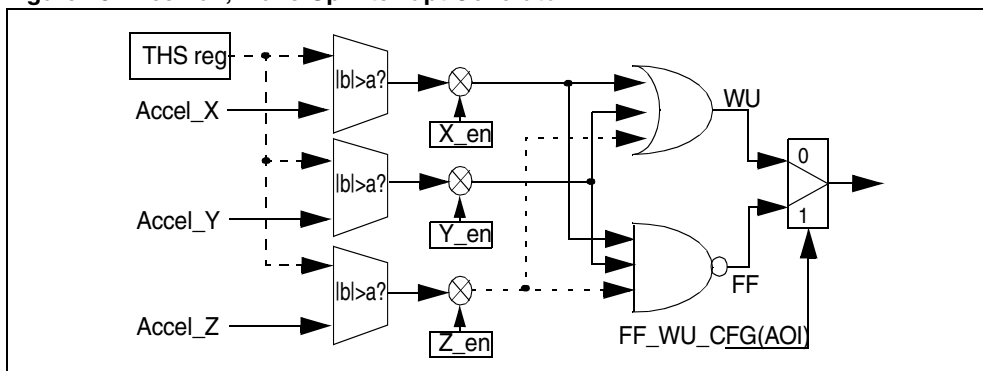 THS reg
|b|>a?
Accel_X
X_en
WU
0
|b|>a?
Accel_Y
Y_en
1
FF
|b|>a?
Accel_Z
Z_en
FF_WU_CFG(AOI)